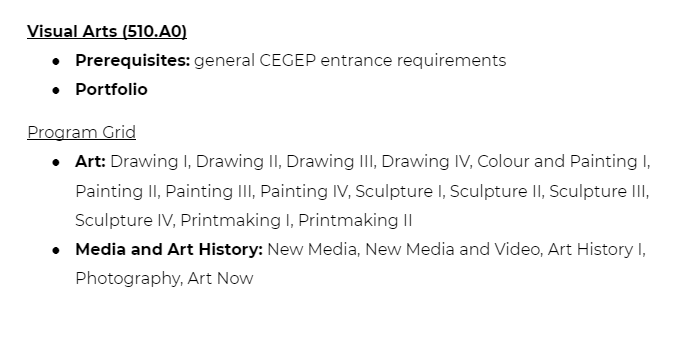 Visual Arts (510.A0)
● Prerequisites: general CEGEP entrance requirements
● Portfolio
Program Grid
● Art: Drawing I, Drawing II, Drawing III, Drawing IV, Colour and Painting I,
Painting II, Painting III, Painting IV, Sculpture I, Sculpture II, Sculpture III,
Sculpture IV, Printmaking I, Printmaking II
● Media and Art History: New Media, New Media and Video, Art History I,
Photography, Art Now